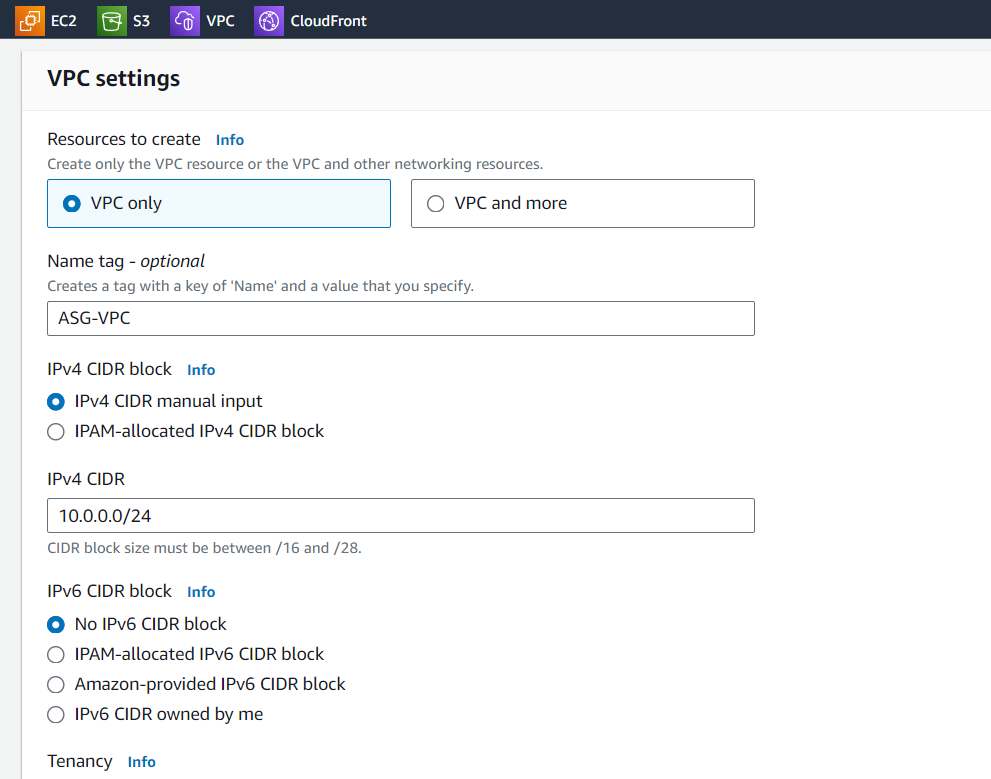 EC2 S3 VPC CloudFront
VPC settings
Resources to create Info
Create only the VPC resource or the VPC and other networking resources.
VPC only VPC and more
Name tag - optional
Creates a tag with a key of 'Name' and a value that you specify.
ASG-VPC
IPv4 CIDR block Info
IPv4 CIDR manual input
IPAM-allocated IPv4 CIDR block
IPv4 CIDR
10.0.0.0/24
CIDR block size must be between /16 and /28.
IPv6 CIDR block Info
No IPv6 CIDR block
IPAM-allocated IPv6 CIDR block
Amazon-provided IPv6 CIDR block
IPv6 CIDR owned by me
Tenancy Info